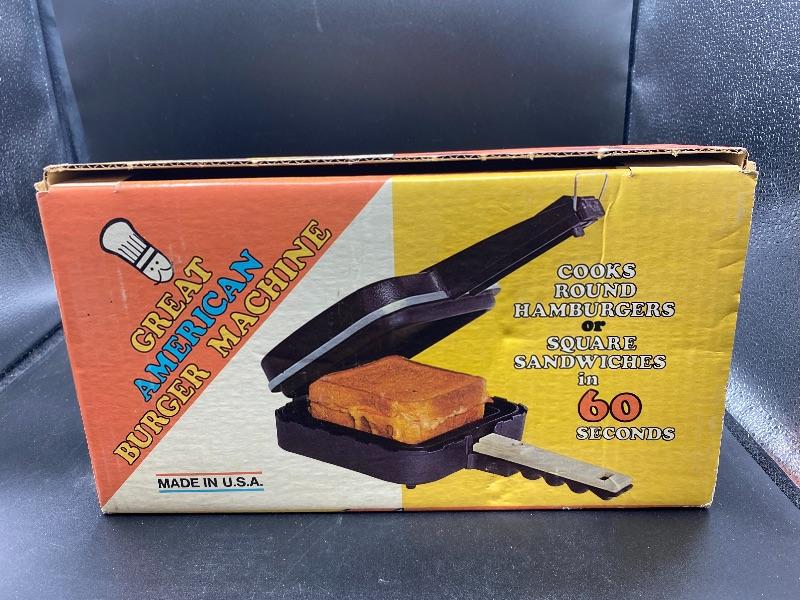 GREAT
AMERICAN
BURGER MACHINE
MADE IN U.S.A.
COOKS
ROUND
HAMBURGERS
or
SQUARE
SANDWICHES
in
60
SECONDS